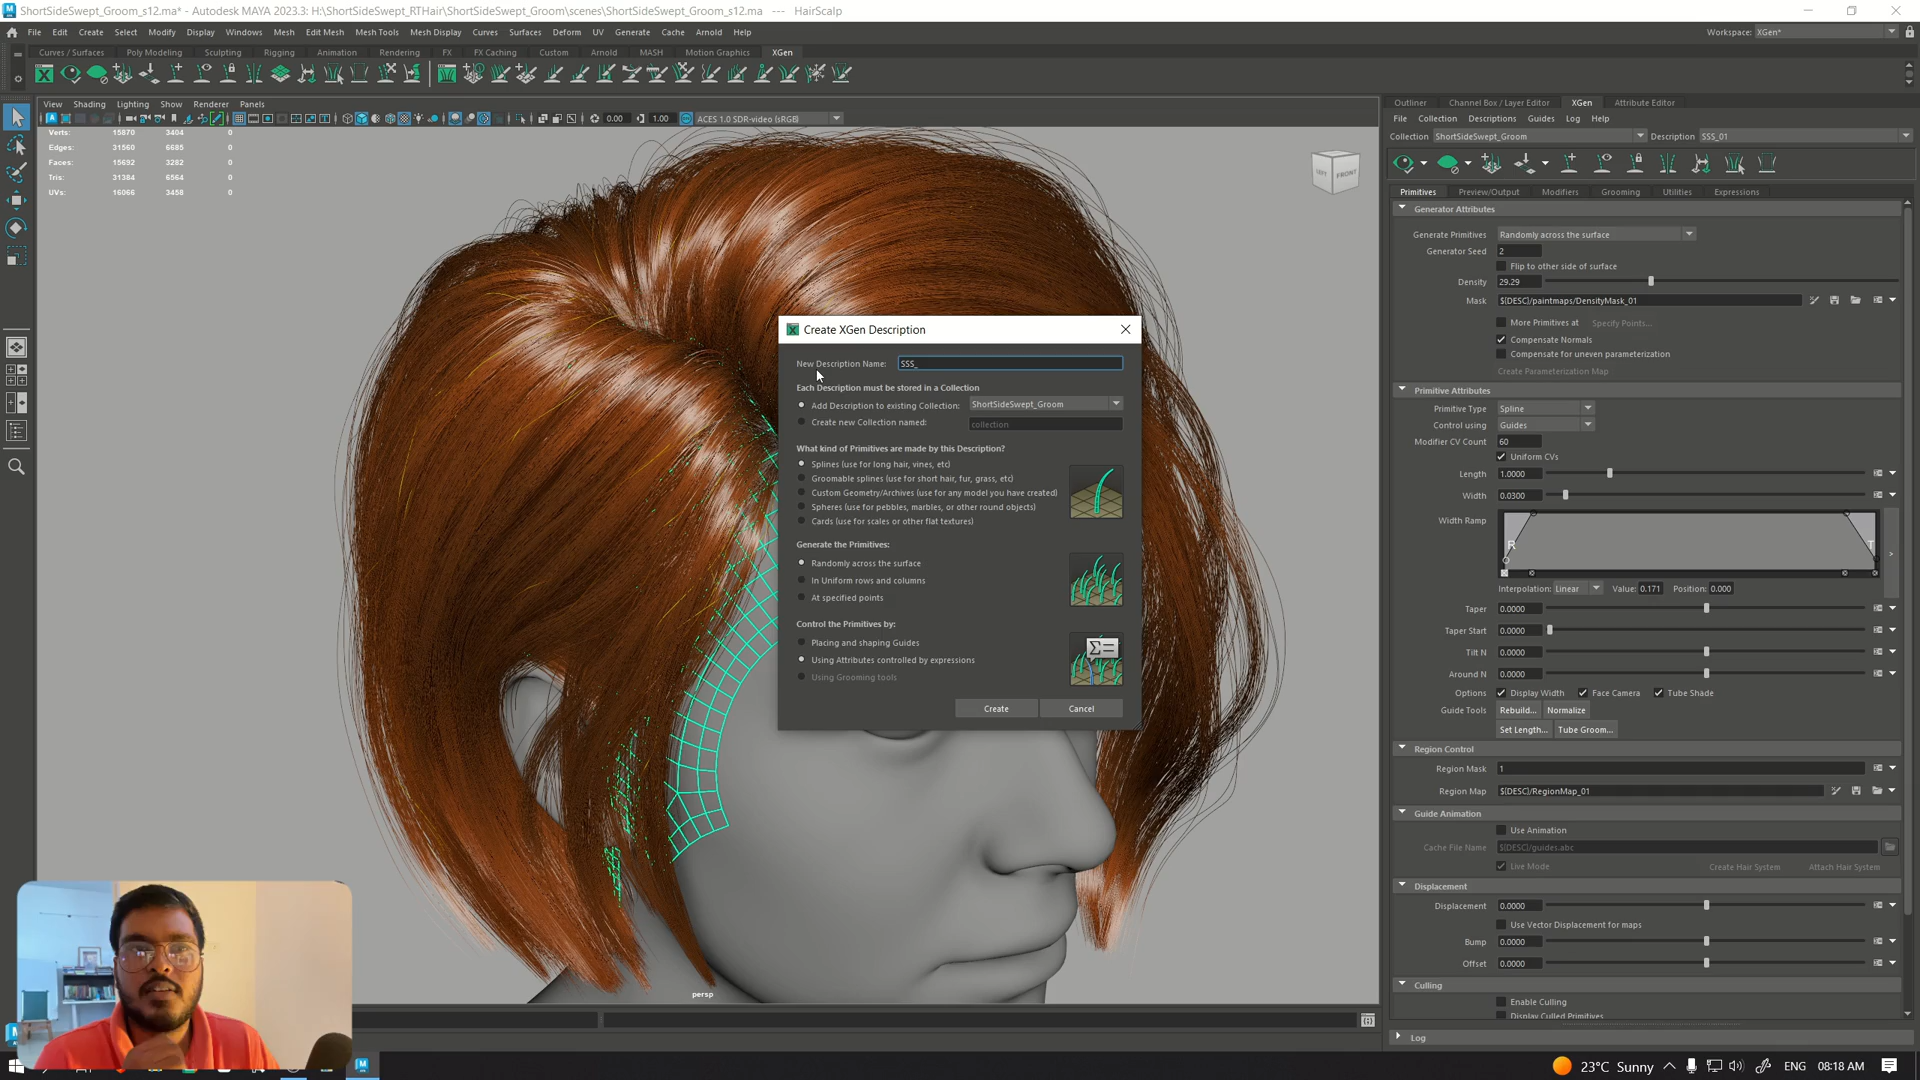 ShortSideSwept_Groom_s12.ma* - Autodesk MAYA 2023.3: H:\ShortSideSwept_RTHair\ShortSideSwept_Groom\scenes\ShortSideSwept_Groom_s12.ma --- HairScalp
File Edit Create Select Modify Display Windows Mesh Edit Mesh Mesh Tools Mesh Display Curves Surfaces Deform UV Generate Cache Arnold Help
Workspace: XGen*
Curves / Surfaces Poly Modeling Sculpting Rigging Animation Rendering FX FX Caching Custom Arnold MASH Motion Graphics XGen
View Shading Lighting Show Renderer Panels
0.00 1.00 ACES 1.0 SDR-video (sRGB)
Verts: 15870 3404 0
Edges: 31560 6685 0
Faces: 15692 3282 0
Tris: 31384 6564 0
UVs: 16066 3458 0
LEFT FRONT
persp
Create XGen Description
New Description Name: SSS_
Each Description must be stored in a Collection
Add Description to existing Collection: ShortSideSwept_Groom
Create new Collection named: collection
What kind of Primitives are made by this Description?
Splines (use for long hair, vines, etc)
Groomable splines (use for short hair, fur, grass, etc)
Custom Geometry/Archives (use for any model you have created)
Spheres (use for pebbles, marbles, or other round objects)
Cards (use for scales or other flat textures)
Generate the Primitives:
Randomly across the surface
In Uniform rows and columns
At specified points
Control the Primitives by:
Placing and shaping Guides
Using Attributes controlled by expressions
Using Grooming tools
Σ=
Create Cancel
Outliner Channel Box / Layer Editor XGen Attribute Editor
File Collection Descriptions Guides Log Help
Collection ShortSideSwept_Groom Description SSS_01
Primitives Preview/Output Modifiers Grooming Utilities Expressions
Generator Attributes
Generate Primitives Randomly across the surface
Generator Seed 2
Flip to other side of surface
Density 29.29
Mask ${DESC}/paintmaps/DensityMask_01
More Primitives at Specify Points...
Compensate Normals
Compensate for uneven parameterization
Create Parameterization Map
Primitive Attributes
Primitive Type Spline
Control using Guides
Modifier CV Count 60
Uniform CVs
Length 1.0000
Width 0.0300
Width Ramp
R T
>
Interpolation: Linear Value: 0.171 Position: 0.000
Taper 0.0000
Taper Start 0.0000
Tilt N 0.0000
Around N 0.0000
Options Display Width Face Camera Tube Shade
Guide Tools Rebuild... Normalize
Set Length... Tube Groom...
Region Control
Region Mask 1
Region Map ${DESC}/RegionMap_01
Guide Animation
Use Animation
Cache File Name ${DESC}/guides.abc
Live Mode Create Hair System Attach Hair System
Displacement
Displacement 0.0000
Use Vector Displacement for maps
Bump 0.0000
Offset 0.0000
Culling
Enable Culling
Display Culled Primitives
Log
23°C Sunny ENG 08:18 AM